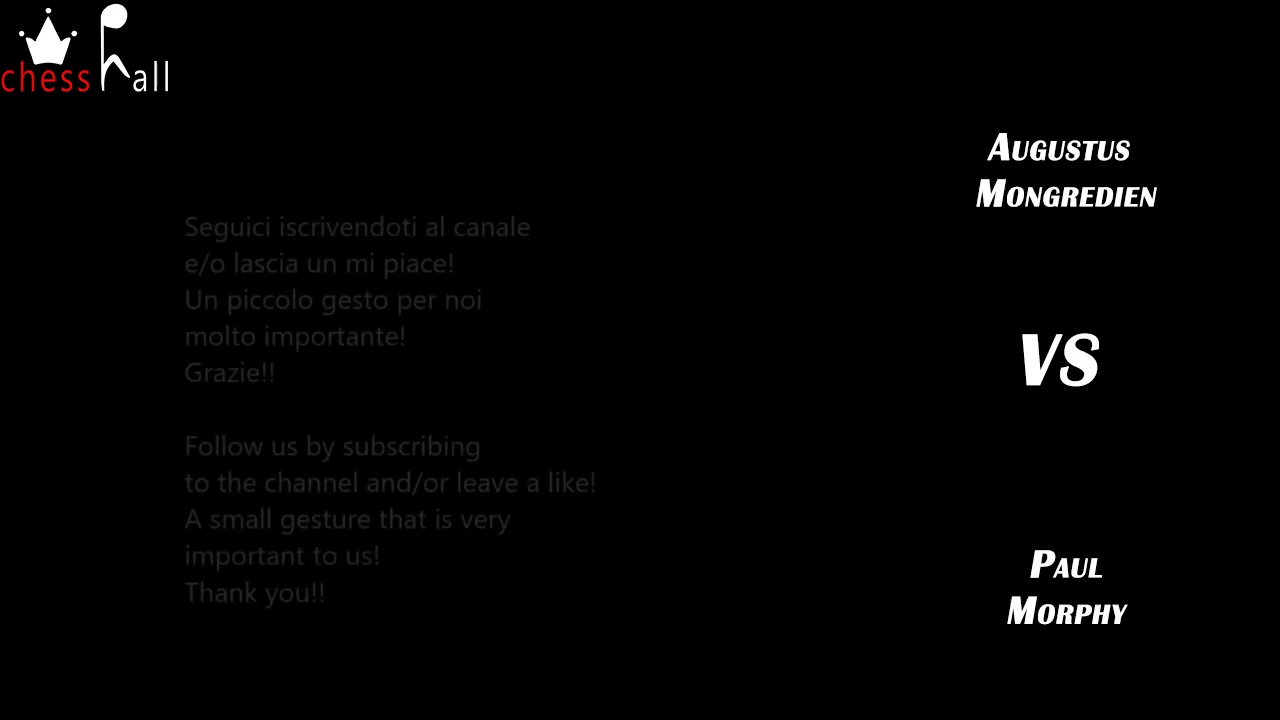 chess hall
Augustus
Mongredien
Seguici iscrivendoti al canale
e/o lascia un mi piace!
Un piccolo gesto per noi
molto importante!
Grazie!!
Follow us by subscribing
to the channel and/or leave a like!
A small gesture that is very
important to us!
Thank you!!
VS
Paul
Morphy